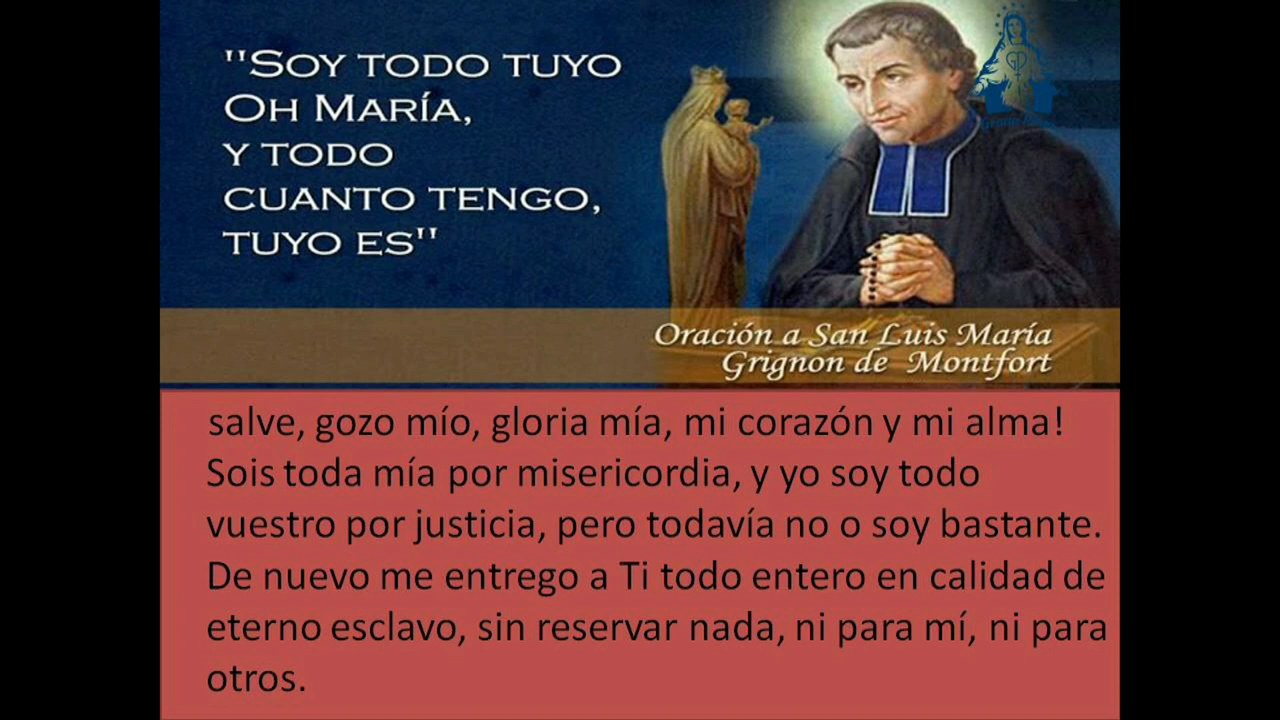 "SOY TODO TUYO
OH MARÍA,
Y TODO
CUANTO TENGO,
TUYO ES"
Oración a San Luis María
Grignon de Montfort
salve, gozo mío, gloria mía, mi corazón y mi alma!
Sois toda mía por misericordia, y yo soy todo
vuestro por justicia, pero todavía no o soy bastante.
De nuevo me entrego a Ti todo entero en calidad de
eterno esclavo, sin reservar nada, ni para mí, ni para
otros.